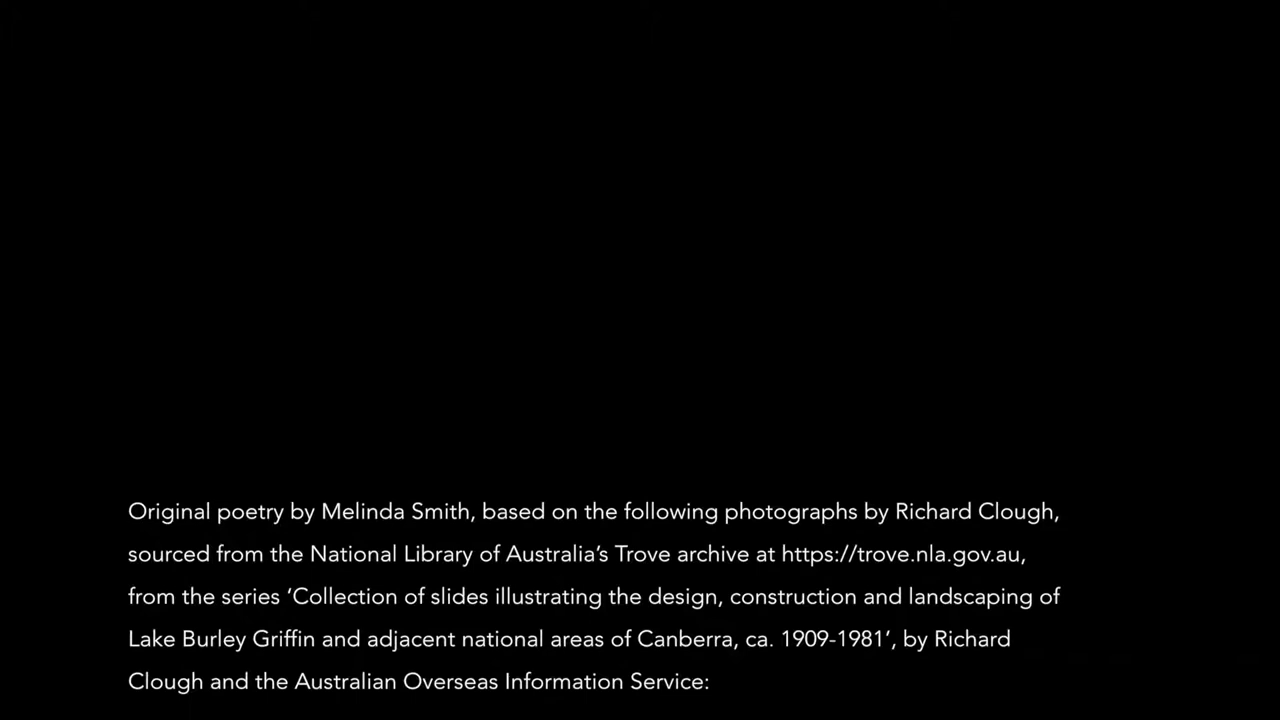 Original poetry by Melinda Smith, based on the following photographs by Richard Clough,
sourced from the National Library of Australia’s Trove archive at https://trove.nla.gov.au,
from the series ‘Collection of slides illustrating the design, construction and landscaping of
Lake Burley Griffin and adjacent national areas of Canberra, ca. 1909-1981’, by Richard
Clough and the Australian Overseas Information Service: